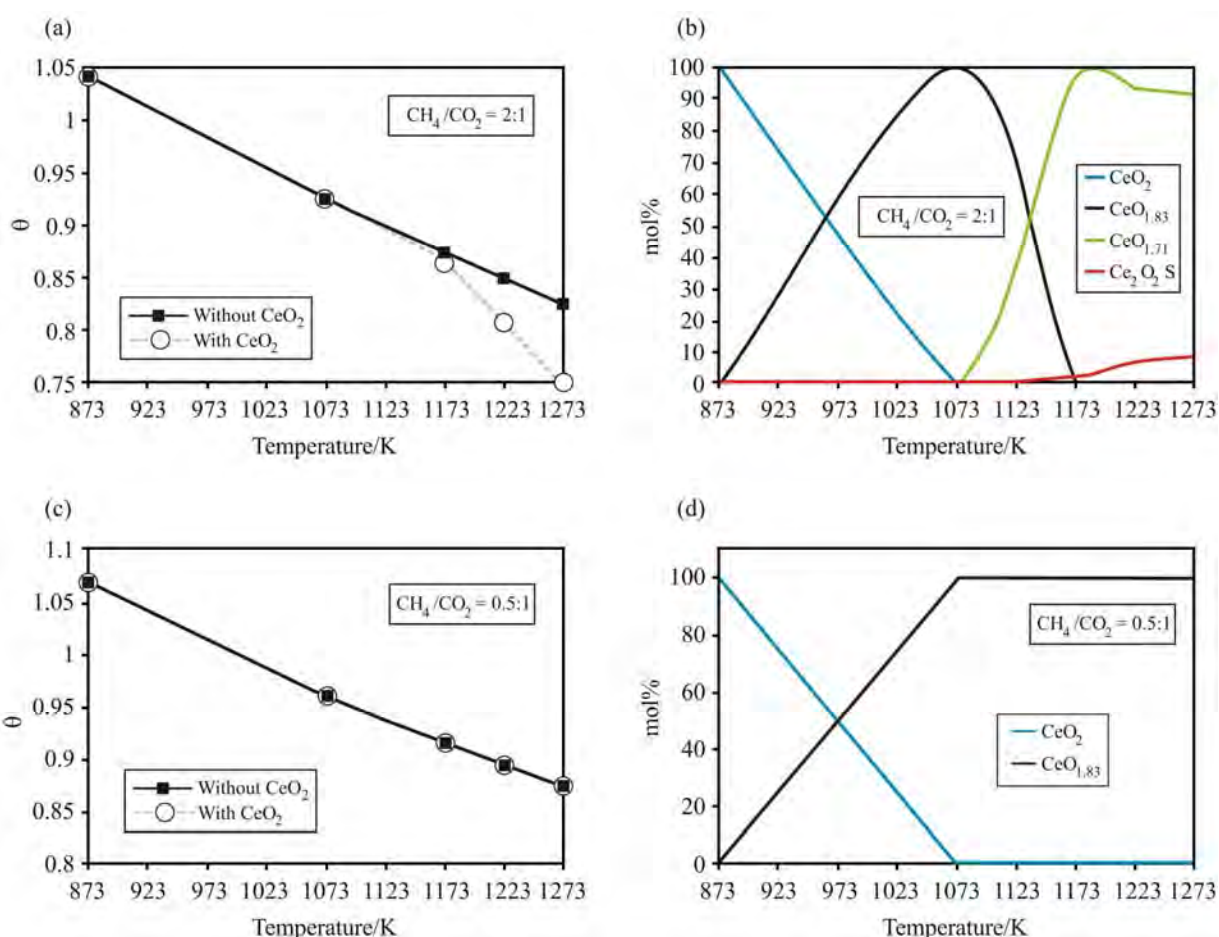 (a)
1.05
1
0.95
0.9
0.85
0.8
0.75
θ
CH4/CO2 = 2:1
Without CeO2
With CeO2
873 923 973 1023 1073 1123 1173 1223 1273
Temperature/K
(b)
100
90
80
70
60
50
40
30
20
10
0
mol%
CH4/CO2 = 2:1
CeO2
CeO1.83
CeO1.71
Ce2 O2 S
873 923 973 1023 1073 1123 1173 1223 1273
Temperature/K
(c)
1.1
1.05
1
0.95
0.9
0.85
0.8
θ
CH4/CO2 = 0.5:1
Without CeO2
With CeO2
873 923 973 1023 1073 1123 1173 1223 1273
Temperature/K
(d)
100
80
60
40
20
0
mol%
CH4/CO2 = 0.5:1
CeO2
CeO1.83
873 923 973 1023 1073 1123 1173 1223 1273
Temperature/K